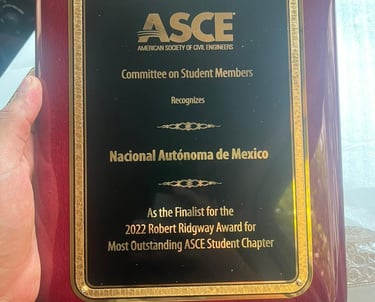 ASCE
AMERICAN SOCIETY OF CIVIL ENGINEERS
Committee on Student Members
Recognizes
Nacional Autónoma de Mexico
As the Finalist for the
2022 Robert Ridgway Award for
Most Outstanding ASCE Student Chapter